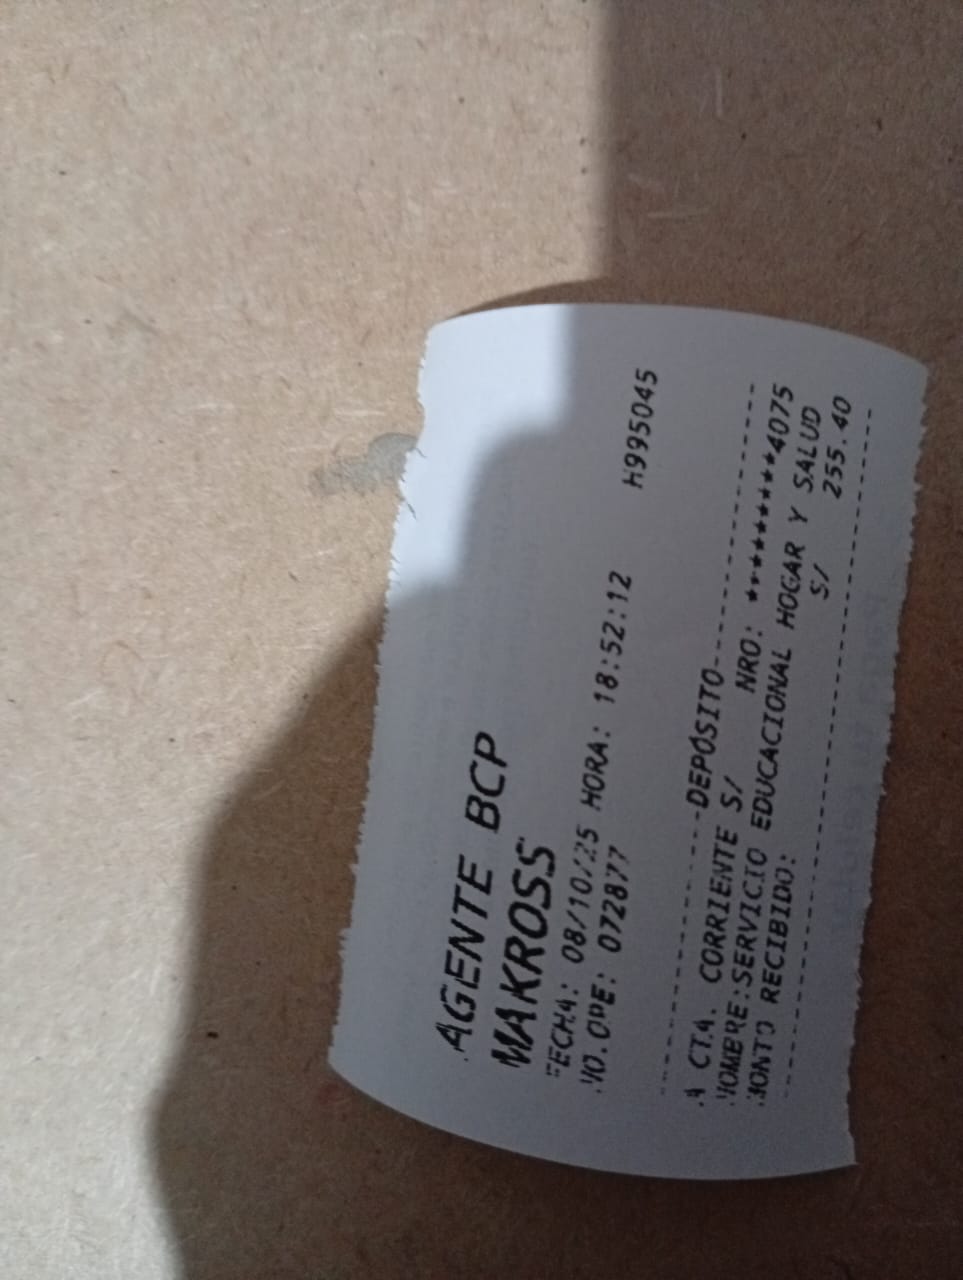 AGENTE BCP
MAKROSS
FECHA: 08/10/25 HORA: 18:52:12
NO.OPE: 072877 H995045
-----DEPÓSITO-----
A CTA. CORRIENTE S/ NRO: *********4075
NOMBRE:SERVICIO EDUCACIONAL HOGAR Y SALUD
MONTO RECIBIDO: S/ 255.40